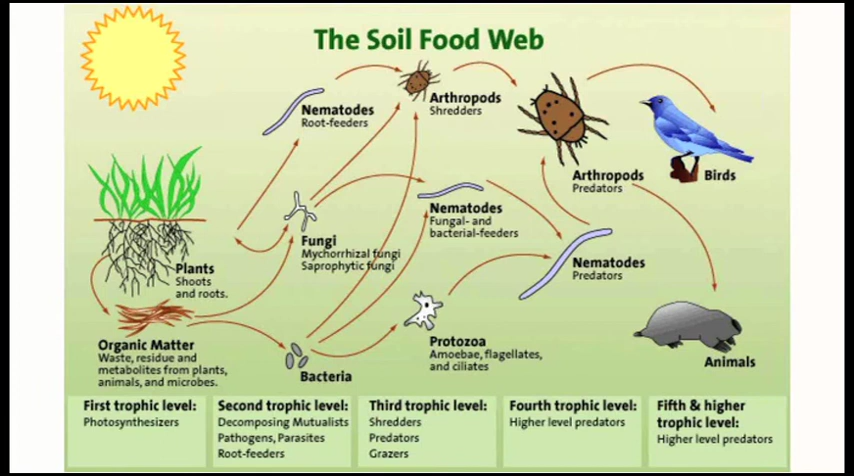 The Soil Food Web
Nematodes
Root-feeders
Arthropods
Shredders
Arthropods
Predators
Birds
Nematodes
Fungal- and
bacterial-feeders
Fungi
Mychorrhizal fungi
Saprophytic fungi
Plants
Shoots
and roots.
Nematodes
Predators
Organic Matter
Waste, residue and
metabolites from plants,
animals, and microbes.
Bacteria
Protozoa
Amoebae, flagellates,
and ciliates
Animals
First trophic level:
Photosynthesizers
Second trophic level:
Decomposing Mutualists
Pathogens, Parasites
Root-feeders
Third trophic level:
Shredders
Predators
Grazers
Fourth trophic level:
Higher level predators
Fifth & higher
trophic level:
Higher level predators